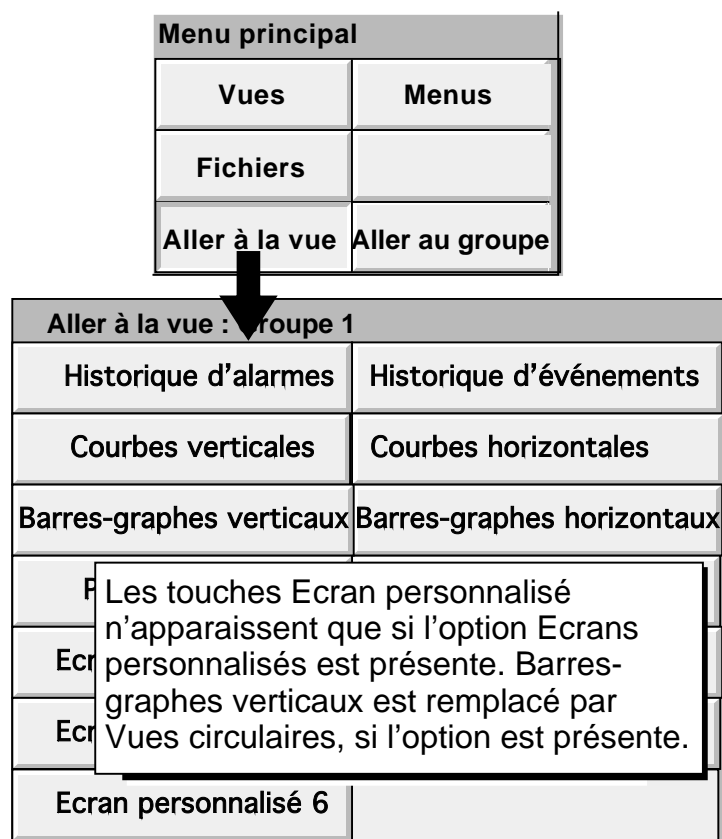 Menu principal
Vues Menus
Fichiers
Aller à la vue Aller au groupe
Aller à la vue : Groupe 1
Historique d'alarmes Historique d'événements
Courbes verticales Courbes horizontales
Barres-graphes verticaux Barres-graphes horizontaux
Les touches Ecran personnalisé
n'apparaissent que si l'option Ecrans
personnalisés est présente. Barres-
graphes verticaux est remplacé par
Vues circulaires, si l'option est présente.
Ecran personnalisé 6